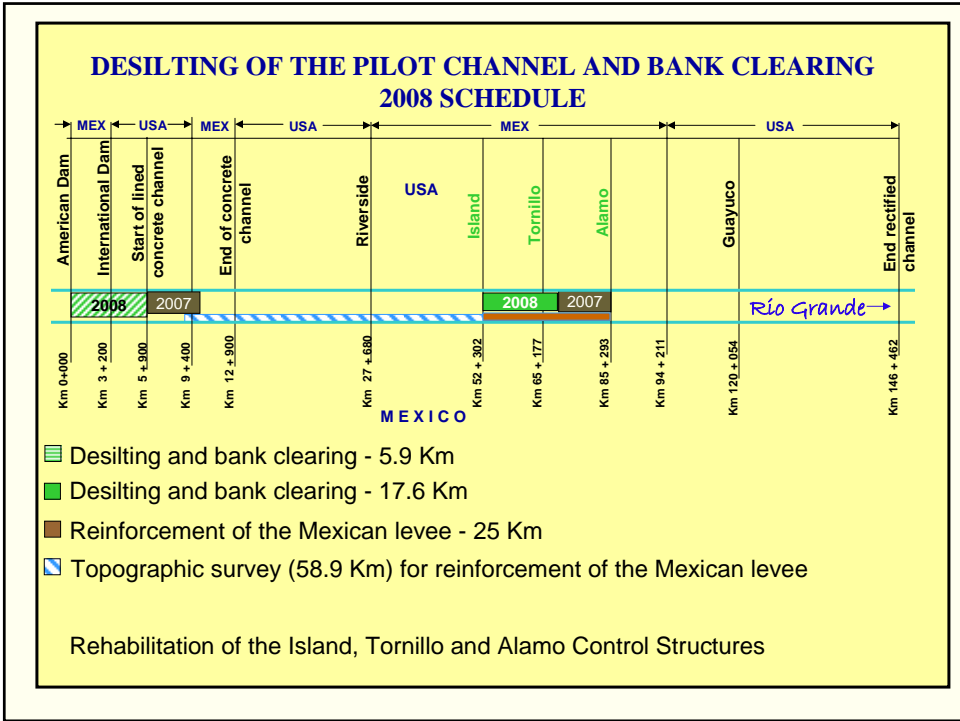 DESILTING OF THE PILOT CHANNEL AND BANK CLEARING
2008 SCHEDULE
MEX USA MEX USA MEX USA
American Dam
International Dam
Start of lined
concrete channel
End of concrete
channel
Riverside
USA
Island
Tornillo
Alamo
Guayuco
End rectified
channel
2008 2007 2008 2007
Río Grande
Km 0+000
Km 3 + 200
Km 5 + 900
Km 9 + 400
Km 12 + 900
Km 27 + 680
Km 52 + 302
Km 65 + 177
Km 85 + 293
Km 94 + 211
Km 120 + 054
Km 146 + 462
MEXICO
Desilting and bank clearing - 5.9 Km
Desilting and bank clearing - 17.6 Km
Reinforcement of the Mexican levee - 25 Km
Topographic survey (58.9 Km) for reinforcement of the Mexican levee
Rehabilitation of the Island, Tornillo and Alamo Control Structures